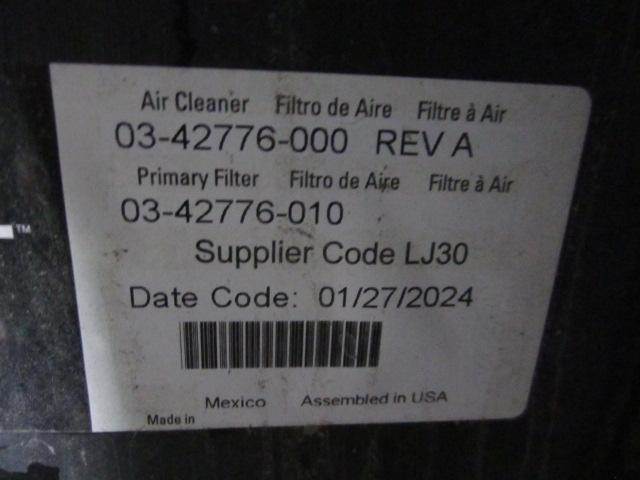 Air Cleaner Filtro de Aire Filtre à Air
03-42776-000 REV A
Primary Filter Filtro de Aire Filtre à Air
03-42776-010
Supplier Code LJ30
Date Code: 01/27/2024
Mexico Assembled in USA
Made in
TM